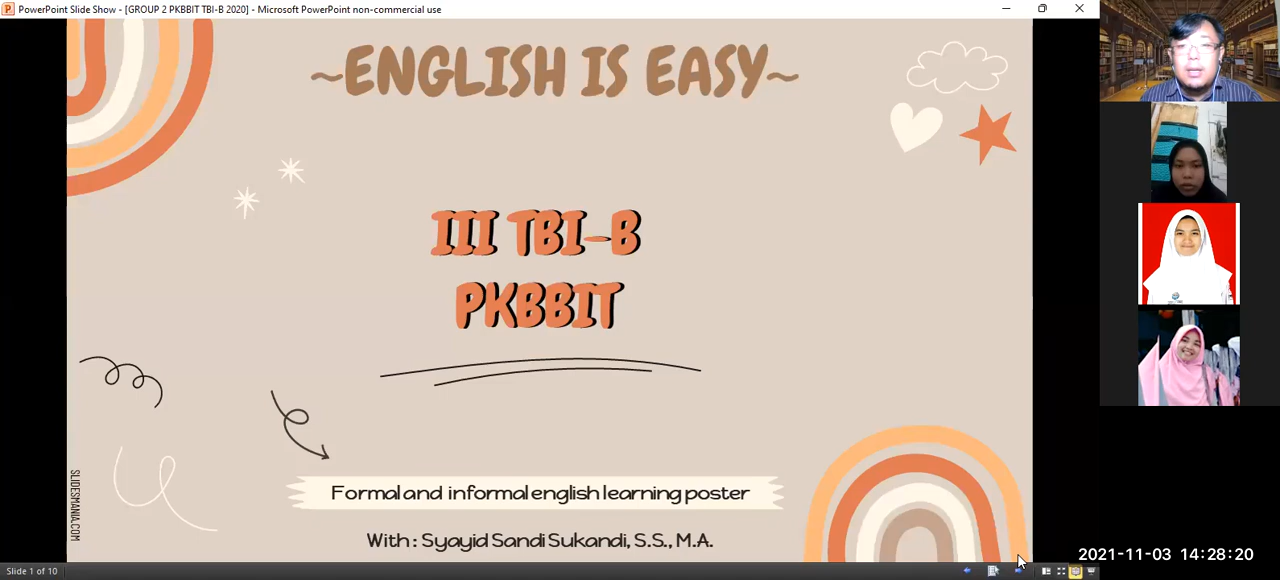 PowerPoint Slide Show - [GROUP 2 PKBBIT TBI-B 2020] - Microsoft PowerPoint non-commercial use
~ENGLISH IS EASY~
III TBI-B
PKBBIT
Formal and informal english learning poster
With : Syayid Sandi Sukandi, S.S., M.A.
SLIDESMANIA.COM
2021-11-03 14:28:20
Slide 1 of 10